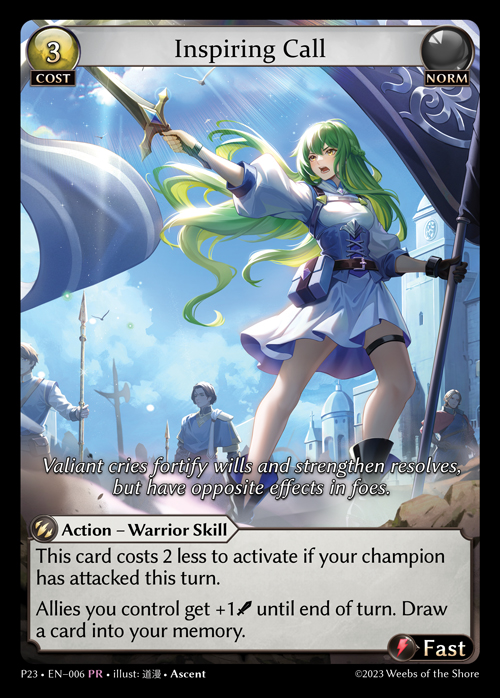 3
Inspiring Call
COST
NORM
Valiant cries fortify wills and strengthen resolves,
but have opposite effects in foes.
Action – Warrior Skill
This card costs 2 less to activate if your champion
has attacked this turn.
Allies you control get +1 until end of turn. Draw
a card into your memory.
Fast
P23 • EN–006 PR • illust: 道漫 • Ascent
©2023 Weebs of the Shore